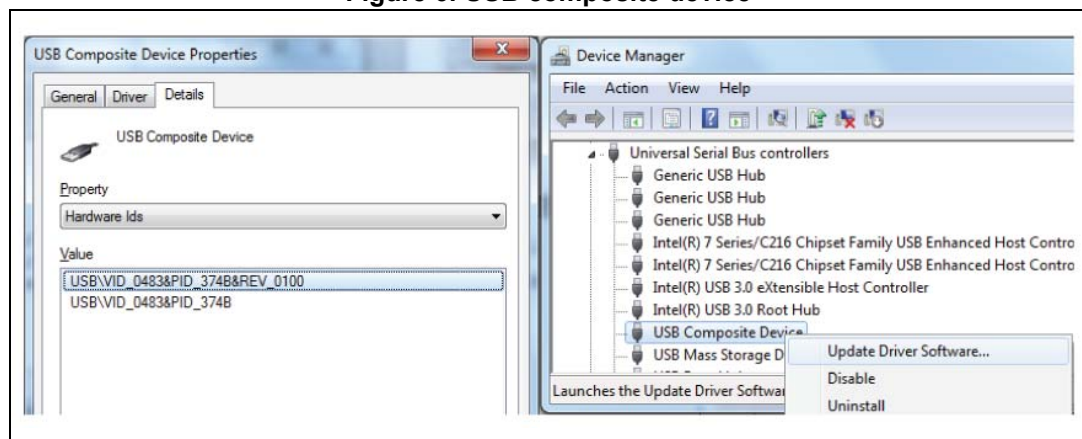 Figure 6. USB composite device
USB Composite Device Properties
General Driver Details
USB Composite Device
Property
Hardware Ids
Value
USB\VID_0483&PID_374B&REV_0100
USB\VID_0483&PID_374B
Device Manager
File Action View Help
Universal Serial Bus controllers
Generic USB Hub
Generic USB Hub
Generic USB Hub
Intel(R) 7 Series/C216 Chipset Family USB Enhanced Host Contro
Intel(R) 7 Series/C216 Chipset Family USB Enhanced Host Contro
Intel(R) USB 3.0 eXtensible Host Controller
Intel(R) USB 3.0 Root Hub
USB Composite Device
USB Mass Storage D
Launches the Update Driver Softwar
Update Driver Software...
Disable
Uninstall